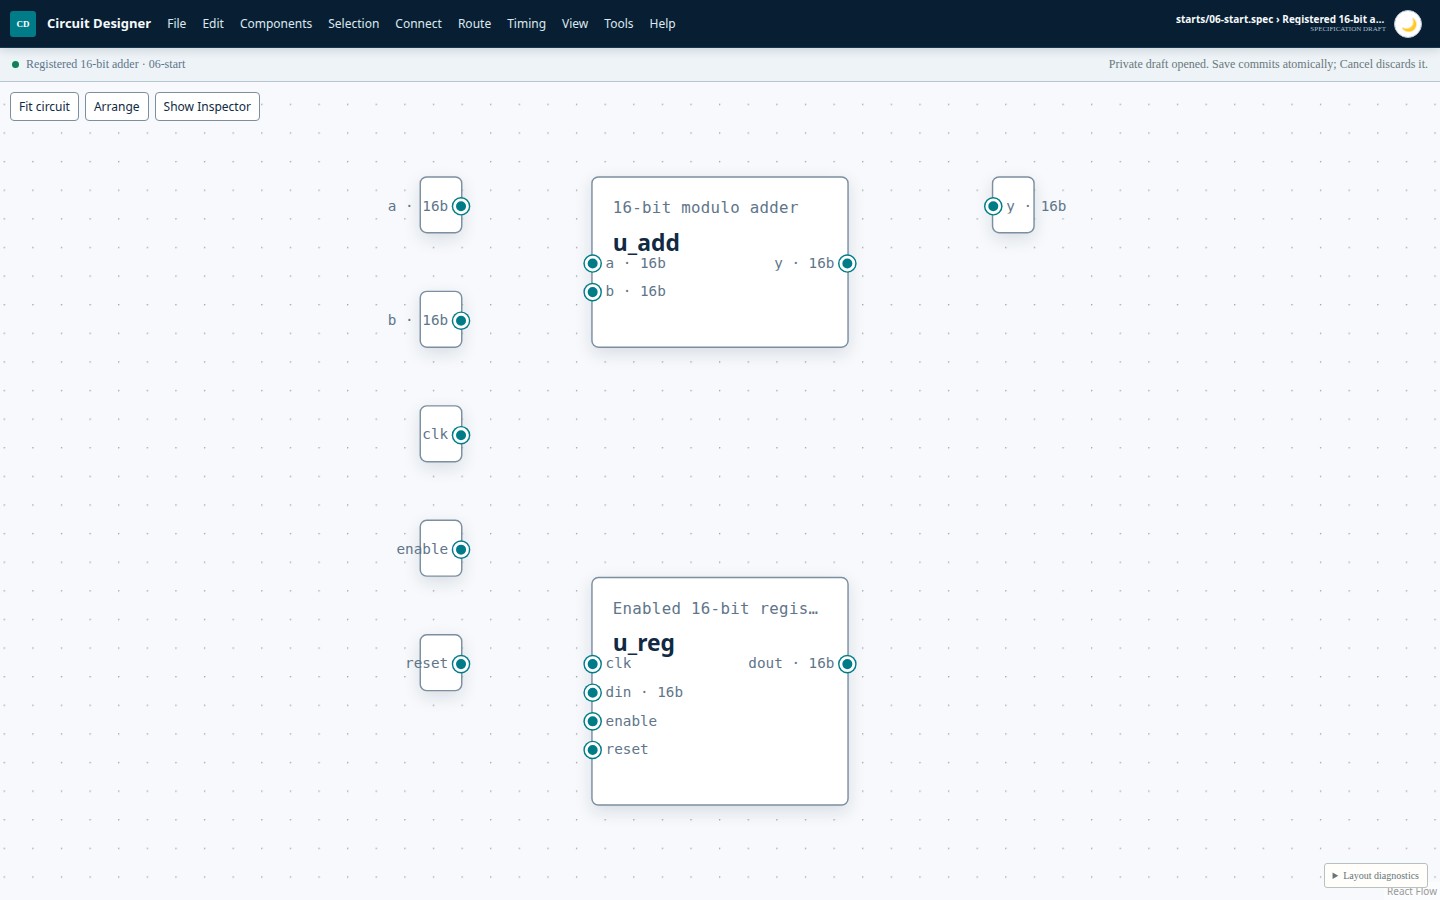 CD Circuit Designer File Edit Components Selection Connect Route Timing View Tools Help
starts/06-start.spec › Registered 16-bit a…
SPECIFICATION DRAFT
Registered 16-bit adder · 06-start
Private draft opened. Save commits atomically; Cancel discards it.
Fit circuit Arrange Show Inspector
a · 16b
b · 16b
clk
enable
reset
16-bit modulo adder
u_add
a · 16b y · 16b
b · 16b
Enabled 16-bit regis…
u_reg
clk dout · 16b
din · 16b
enable
reset
y · 16b
Layout diagnostics
React Flow